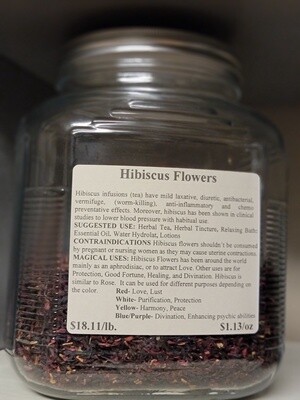 Hibiscus Flowers
Hibiscus infusions (tea) have mild laxative, diuretic, antibacterial,
vermifuge, (worm-killing), anti-inflammatory and chemo
preventative effects. Moreover, hibiscus has been shown in clinical
studies to lower blood pressure with habitual use.
SUGGESTED USE: Herbal Tea, Herbal Tincture, Relaxing Bath,
Essential Oil, Water Hydrolat, Lotions
CONTRAINDICATIONS Hibiscus flowers shouldn't be consumed
by pregnant or nursing women as they may cause hormonal effects.
MAGICAL USES: Hibiscus Flowers has been around the world
mainly as an aphrodisiac, or to attract Love. Other uses are for
Protection, Good Fortune, Healing, and Divination. Hibiscus is
similar to Rose. It can be used for different purposes depending on
the color. Red- Love, Lust
White- Purification, Protection
Yellow- Harmony, Peace
Blue/Purple- Divination, Enhancing psychic abilities
$18.11/lb. $1.13/oz